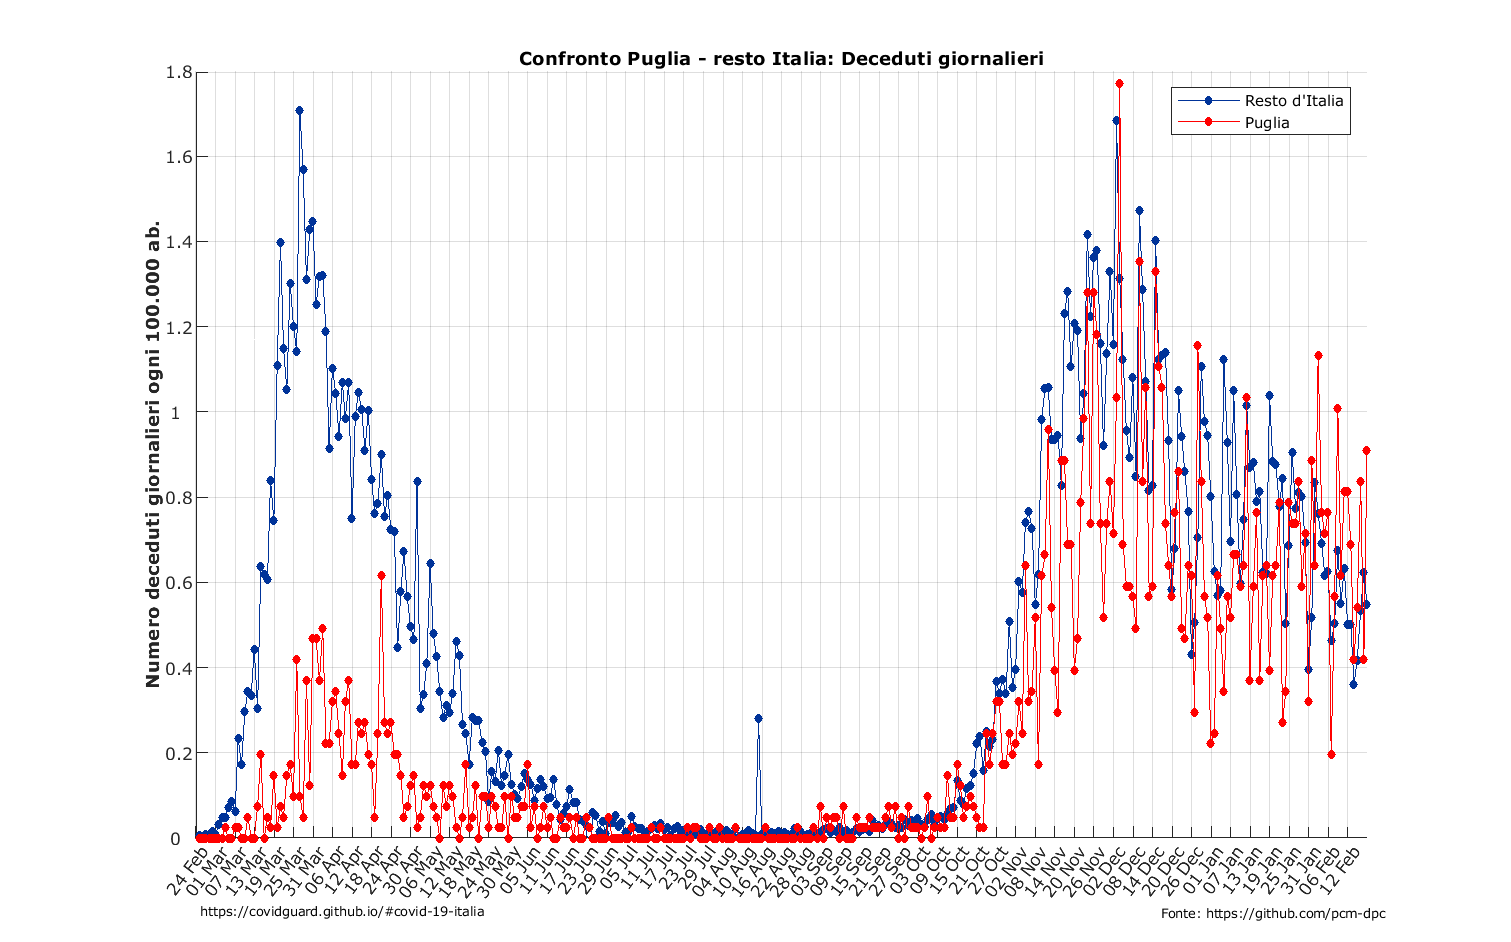 Confronto Puglia - resto Italia: Deceduti giornalieri
Resto d'Italia
Puglia
Numero deceduti giornalieri ogni 100.000 ab.
1.8
1.6
1.4
1.2
1
0.8
0.6
0.4
0.2
0
24 Feb
01 Mar
07 Mar
13 Mar
19 Mar
25 Mar
31 Mar
06 Apr
12 Apr
18 Apr
24 Apr
30 Apr
06 May
12 May
18 May
24 May
30 May
05 Jun
11 Jun
17 Jun
23 Jun
29 Jun
05 Jul
11 Jul
17 Jul
23 Jul
29 Jul
04 Aug
10 Aug
16 Aug
22 Aug
28 Aug
03 Sep
09 Sep
15 Sep
21 Sep
27 Sep
03 Oct
09 Oct
15 Oct
21 Oct
27 Oct
02 Nov
08 Nov
14 Nov
20 Nov
26 Nov
02 Dec
08 Dec
14 Dec
20 Dec
26 Dec
01 Jan
07 Jan
13 Jan
19 Jan
25 Jan
31 Jan
06 Feb
12 Feb
https://covidguard.github.io/#covid-19-italia
Fonte: https://github.com/pcm-dpc